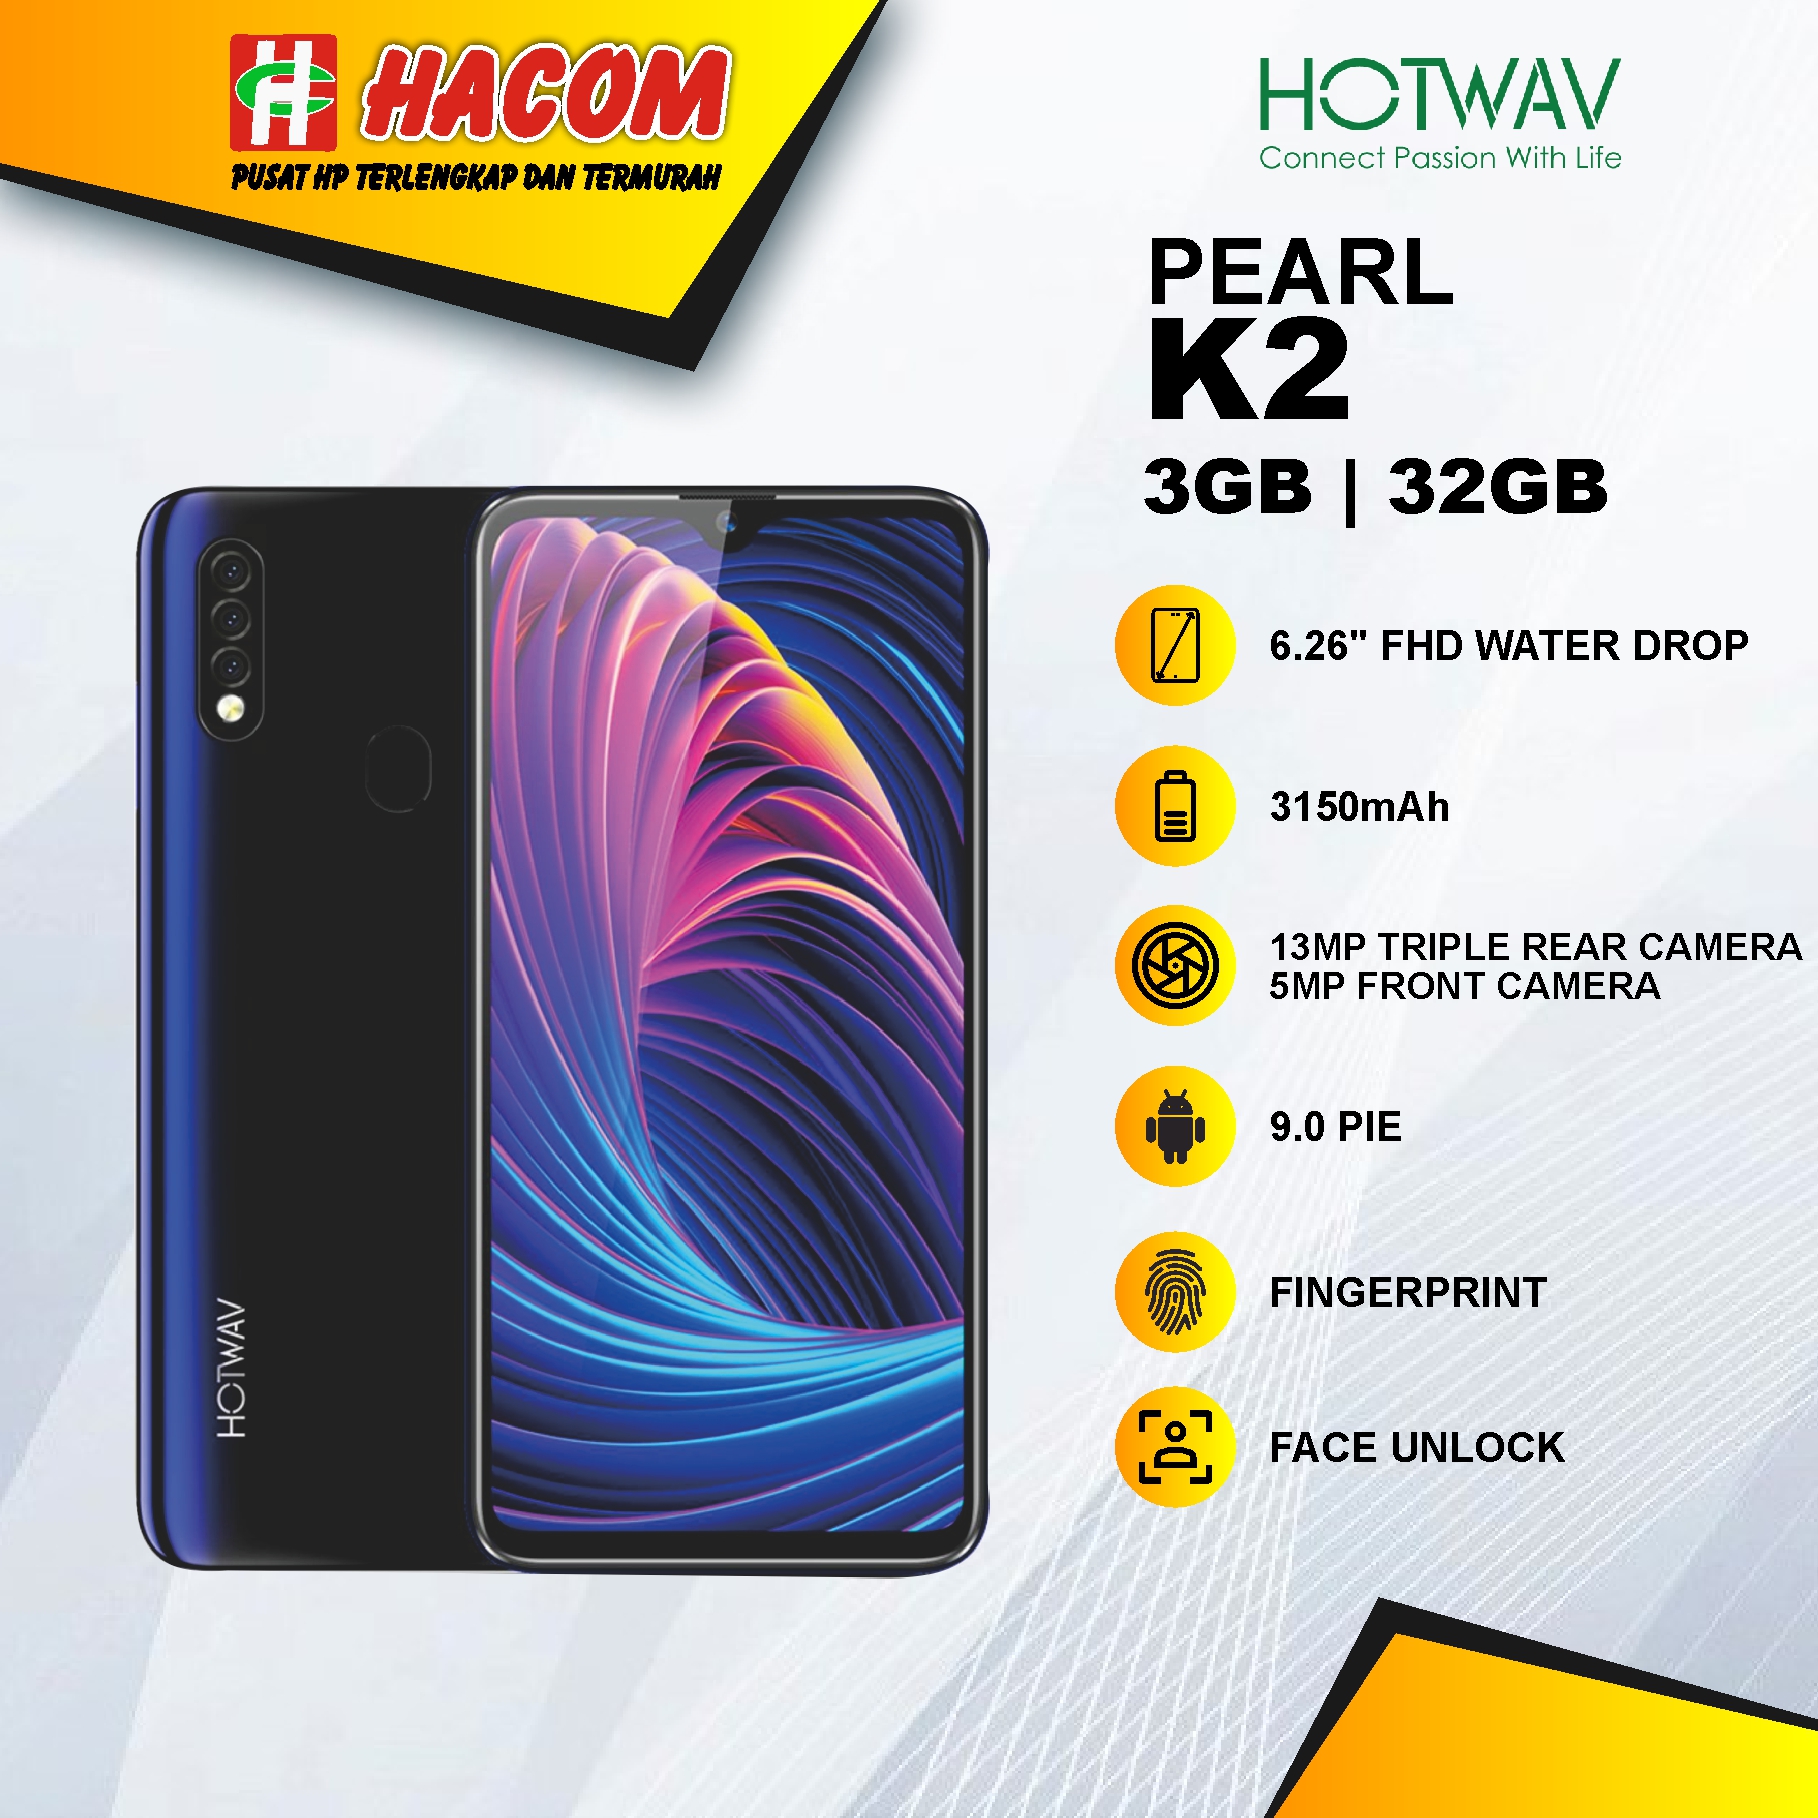 HACOM
PUSAT HP TERLENGKAP DAN TERMURAH
HOTWAV
Connect Passion With Life
PEARL
K2
3GB | 32GB
6.26" FHD WATER DROP
3150mAh
13MP TRIPLE REAR CAMERA
5MP FRONT CAMERA
9.0 PIE
FINGERPRINT
FACE UNLOCK
HOTWAV